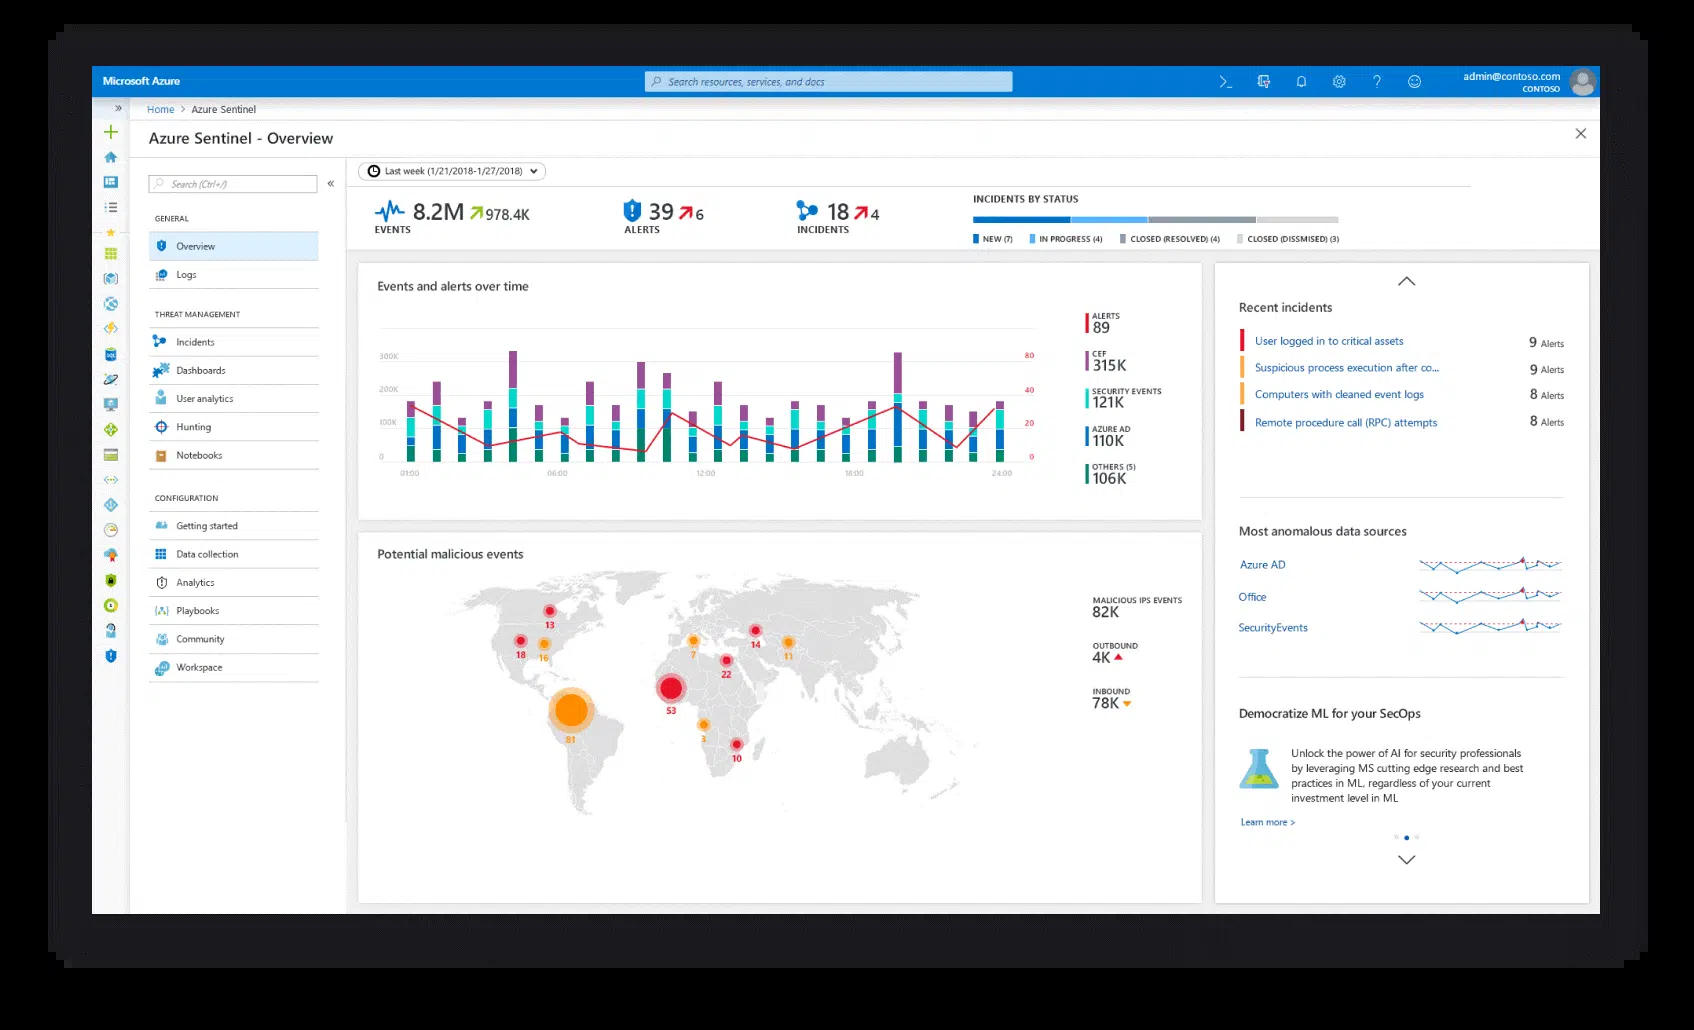 Microsoft Azure
Search resources, services, and docs
admin@contoso.com
CONTOSO
Home > Azure Sentinel
Azure Sentinel - Overview
Search (Ctrl+/)
GENERAL
Overview
Logs
THREAT MANAGEMENT
Incidents
Dashboards
User analytics
Hunting
Notebooks
CONFIGURATION
Getting started
Data collection
Analytics
Playbooks
Community
Workspace
Last week (1/21/2018-1/27/2018)
8.2M 978.4K
EVENTS
39 6
ALERTS
18 4
INCIDENTS
INCIDENTS BY STATUS
NEW (7) IN PROGRESS (4) CLOSED (RESOLVED) (4) CLOSED (DISMISSED) (3)
Events and alerts over time
300K
200K
100K
0
80
40
20
0
01:00 06:00 12:00 18:00 24:00
ALERTS
89
CEF
315K
SECURITY EVENTS
121K
AZURE AD
110K
OTHERS (5)
106K
Potential malicious events
13
18
16
81
7
14
11
22
53
3
10
MALICIOUS IPS EVENTS
82K
OUTBOUND
4K
INBOUND
78K
Recent incidents
User logged in to critical assets 9 Alerts
Suspicious process execution after co... 9 Alerts
Computers with cleaned event logs 8 Alerts
Remote procedure call (RPC) attempts 8 Alerts
Most anomalous data sources
Azure AD
Office
SecurityEvents
Democratize ML for your SecOps
Unlock the power of AI for security professionals
by leveraging MS cutting edge research and best
practices in ML, regardless of your current
investment level in ML
Learn more >